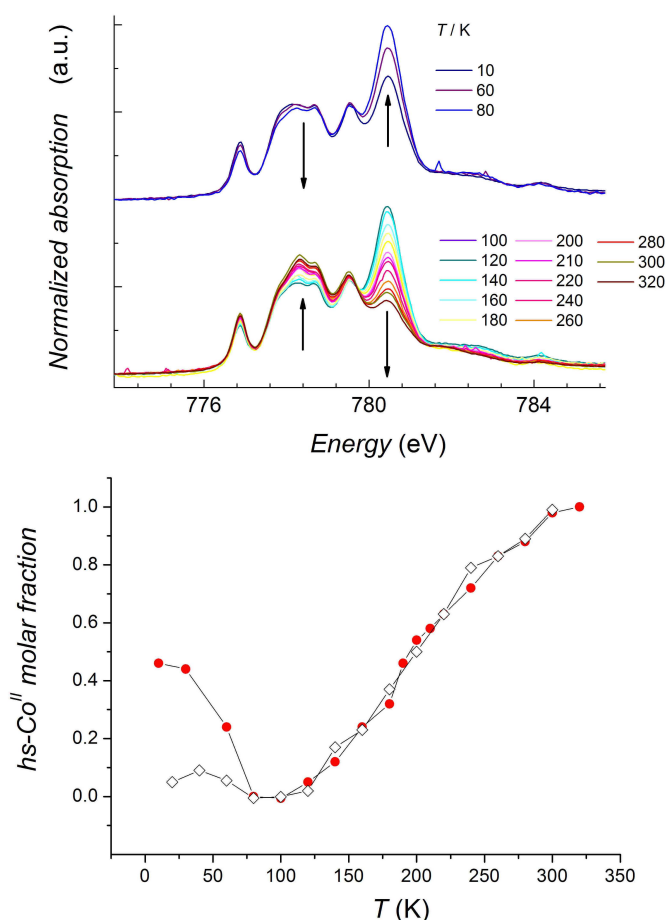 Normalized absorption (a.u.)
T / K
10
60
80
100 200 280
120 210 300
140 220 320
160 240
180 260
776 780 784
Energy (eV)
hs-Coᴵᴵ molar fraction
1.0
0.8
0.6
0.4
0.2
0.0
0 50 100 150 200 250 300 350
T (K)